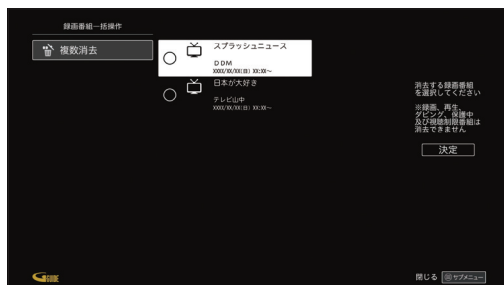 録画番組一括操作
複数消去
スプラッシュニュース
DDM
XXXX/XX/XX(日) XX:XX～
日本が大好き
テレビ山中
XXXX/XX/XX(日) XX:XX～
消去する録画番組
を選択してください
※録画、再生、
ダビング、保護中
及び視聴制限番組は
消去できません
決定
G GUIDE
閉じる サブメニュー